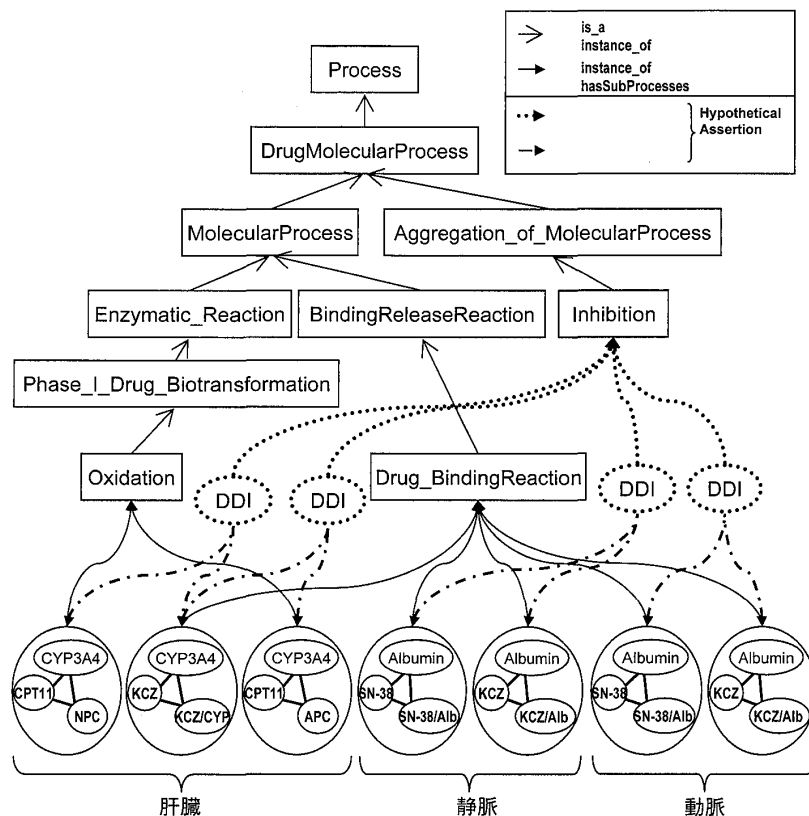 Process
is_a
instance_of
instance_of
hasSubProcesses
Hypothetical
Assertion
DrugMolecularProcess
MolecularProcess
Aggregation_of_MolecularProcess
Enzymatic_Reaction
BindingReleaseReaction
Inhibition
Phase_I_Drug_Biotransformation
Oxidation
DDI
DDI
Drug_BindingReaction
DDI
DDI
CYP3A4
CPT11
NPC
CYP3A4
KCZ
KCZ/CYP
CYP3A4
CPT11
APC
Albumin
SN-38
SN-38/Alb
Albumin
KCZ
KCZ/Alb
Albumin
SN-38
SN-38/Alb
Albumin
KCZ
KCZ/Alb
肝臓
静脈
動脈